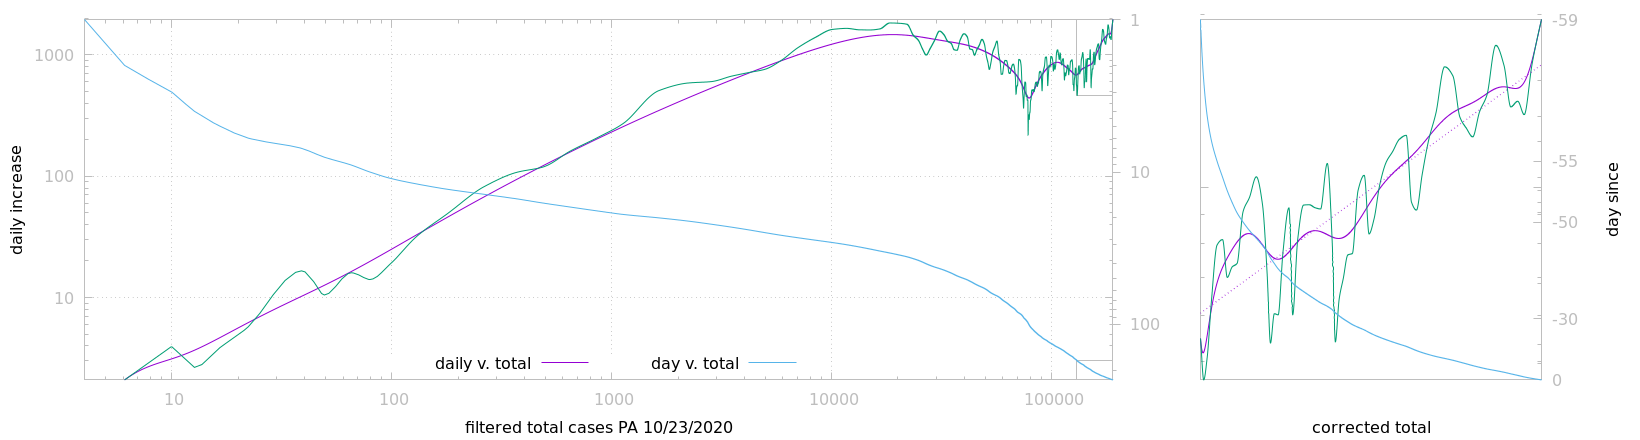 1000
100
10
daily increase
daily v. total
day v. total
10
100
1000
10000
100000
filtered total cases PA 10/23/2020
1
10
100
-59
-55
-50
-30
0
day since
corrected total